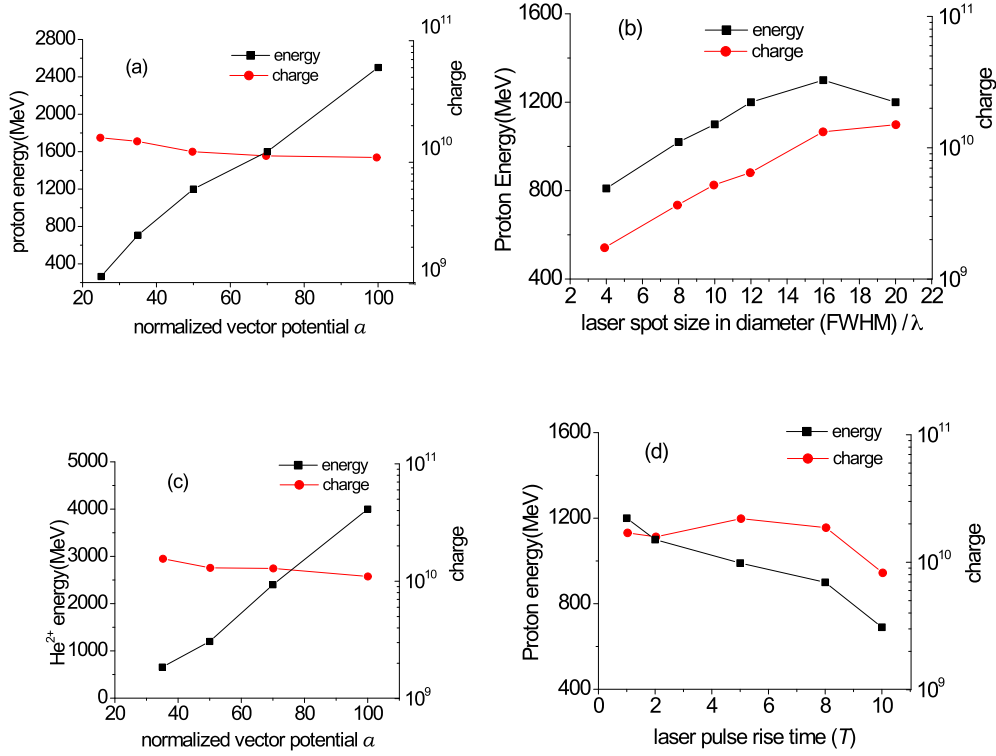 (a)
energy
charge
2800
2400
2000
1600
1200
800
400
proton energy(MeV)
10^11
10^10
10^9
charge
20 40 60 80 100
normalized vector potential a
(b)
energy
charge
1600
1200
800
400
Proton Energy(MeV)
10^11
10^10
10^9
charge
2 4 6 8 10 12 14 16 18 20 22
laser spot size in diameter (FWHM) / λ
(c)
energy
charge
5000
4000
3000
2000
1000
0
He^2+ energy(MeV)
10^11
10^10
10^9
charge
20 40 60 80 100
normalized vector potential a
(d)
energy
charge
1600
1200
800
400
Proton energy(MeV)
10^11
10^10
10^9
charge
0 2 4 6 8 10
laser pulse rise time (T)